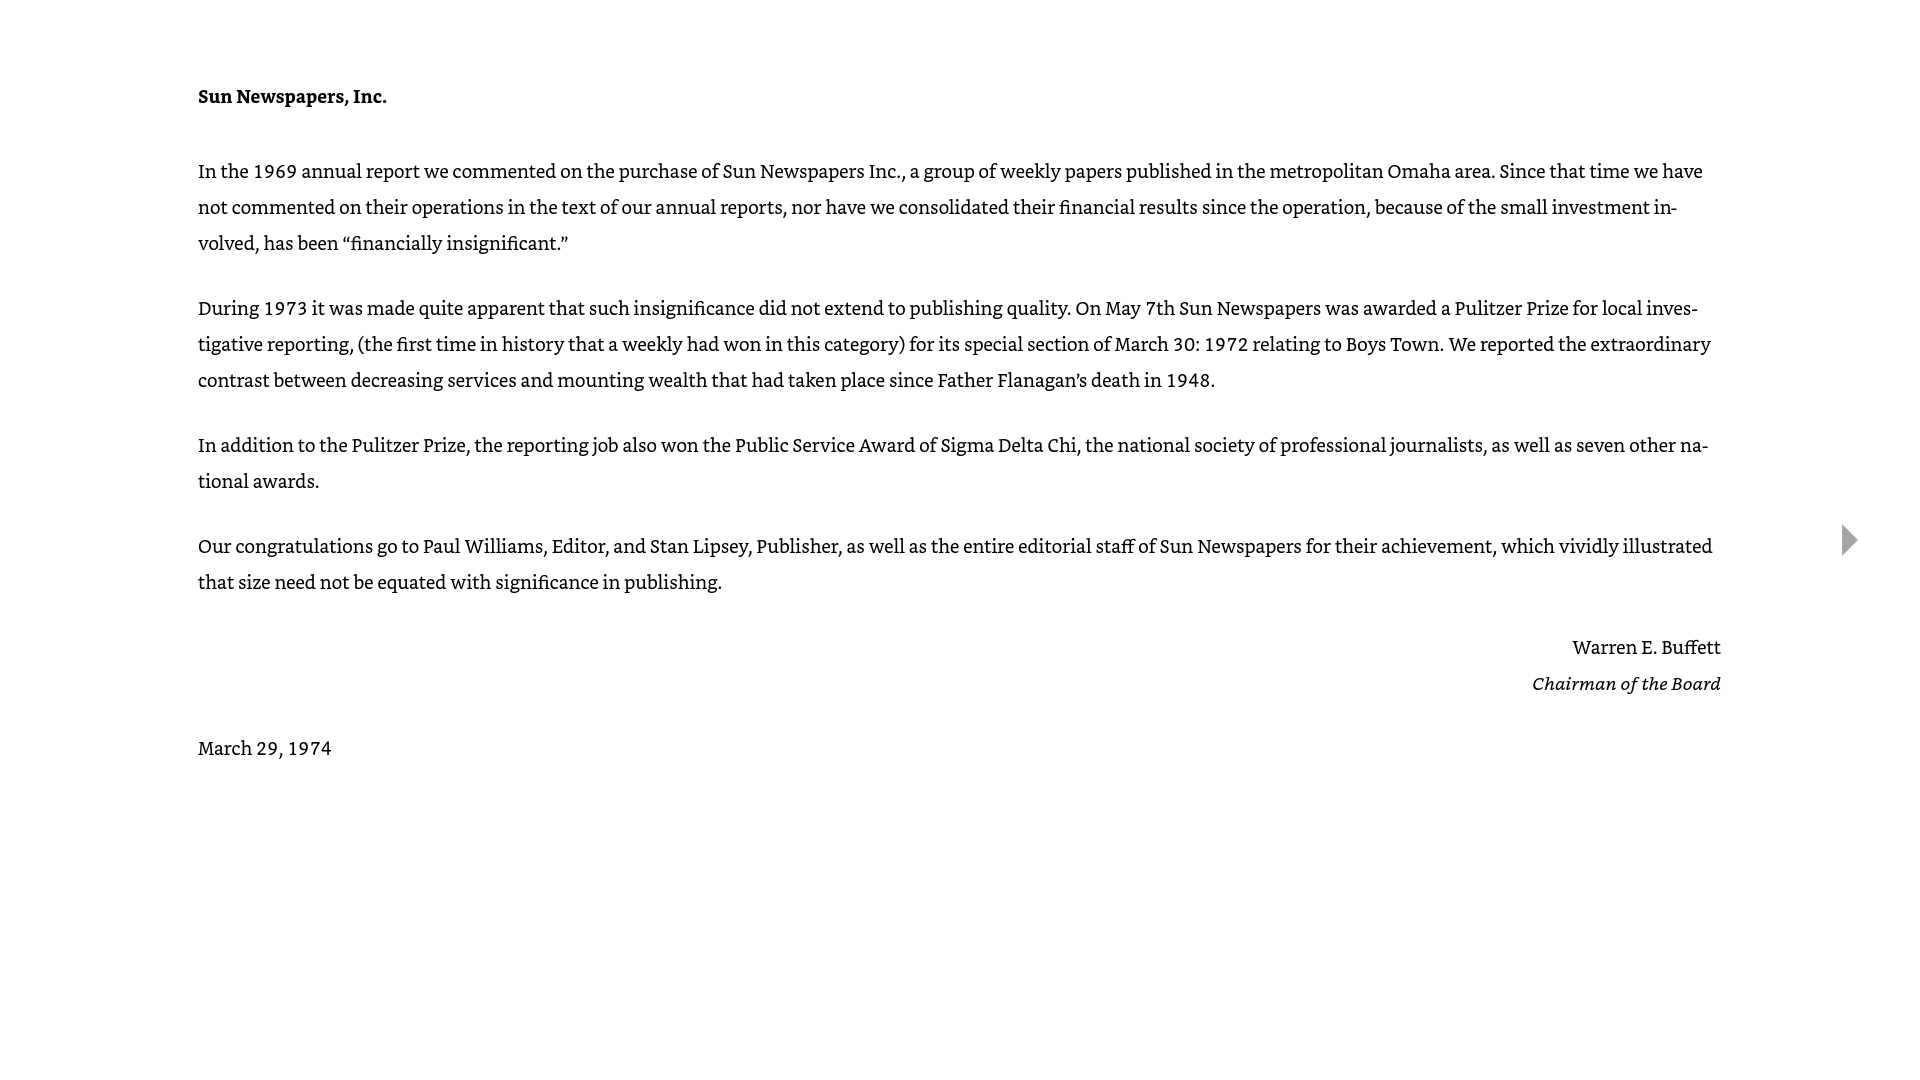 Sun Newspapers, Inc.
In the 1969 annual report we commented on the purchase of Sun Newspapers Inc., a group of weekly papers published in the metropolitan Omaha area. Since that time we have
not commented on their operations in the text of our annual reports, nor have we consolidated their financial results since the operation, because of the small investment in-
volved, has been “financially insignificant.”
During 1973 it was made quite apparent that such insignificance did not extend to publishing quality. On May 7th Sun Newspapers was awarded a Pulitzer Prize for local inves-
tigative reporting, (the first time in history that a weekly had won in this category) for its special section of March 30: 1972 relating to Boys Town. We reported the extraordinary
contrast between decreasing services and mounting wealth that had taken place since Father Flanagan’s death in 1948.
In addition to the Pulitzer Prize, the reporting job also won the Public Service Award of Sigma Delta Chi, the national society of professional journalists, as well as seven other na-
tional awards.
Our congratulations go to Paul Williams, Editor, and Stan Lipsey, Publisher, as well as the entire editorial staff of Sun Newspapers for their achievement, which vividly illustrated
that size need not be equated with significance in publishing.
Warren E. Buffett
Chairman of the Board
March 29, 1974